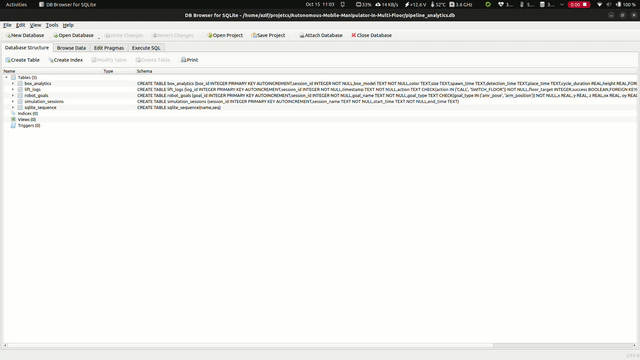 Activities DB Browser for SQLite Oct 15 11:03 33% 14 KB/s +12.6 V 52°C 3.8 GHz 0:00 100 %
DB Browser for SQLite - /home/azif/projetcs/Autonomous-Mobile-Manipulator-in-Multi-Floor/pipeline_analytics.db
File Edit View Tools Help
New Database Open Database Write Changes Revert Changes Open Project Save Project Attach Database Close Database
Database Structure Browse Data Edit Pragmas Execute SQL
Create Table Create Index Modify Table Delete Table Print
Name Type Schema
Tables (5)
box_analytics CREATE TABLE box_analytics (box_id INTEGER PRIMARY KEY AUTOINCREMENT,session_id INTEGER NOT NULL,box_model TEXT NOT NULL,color TEXT,size TEXT,spawn_time TEXT,detection_time TEXT,place_time TEXT,cycle_duration REAL,height REAL,FOREI
lift_logs CREATE TABLE lift_logs (log_id INTEGER PRIMARY KEY AUTOINCREMENT,session_id INTEGER NOT NULL,timestamp TEXT NOT NULL,action TEXT CHECK(action IN ('CALL', 'SWITCH_FLOOR')) NOT NULL,floor_target INTEGER,success BOOLEAN,FOREIGN KEY
robot_goals CREATE TABLE robot_goals (goal_id INTEGER PRIMARY KEY AUTOINCREMENT,session_id INTEGER NOT NULL,goal_name TEXT NOT NULL,goal_type TEXT CHECK(goal_type IN ('amr_pose', 'arm_position')) NOT NULL,x REAL, y REAL, z REAL,ox REAL, oy REAL
simulation_sessions CREATE TABLE simulation_sessions (session_id INTEGER PRIMARY KEY AUTOINCREMENT,session_name TEXT NOT NULL,start_time TEXT NOT NULL,end_time TEXT)
sqlite_sequence CREATE TABLE sqlite_sequence(name,seq)
Indices (0)
Views (0)
Triggers (0)
UTF-8